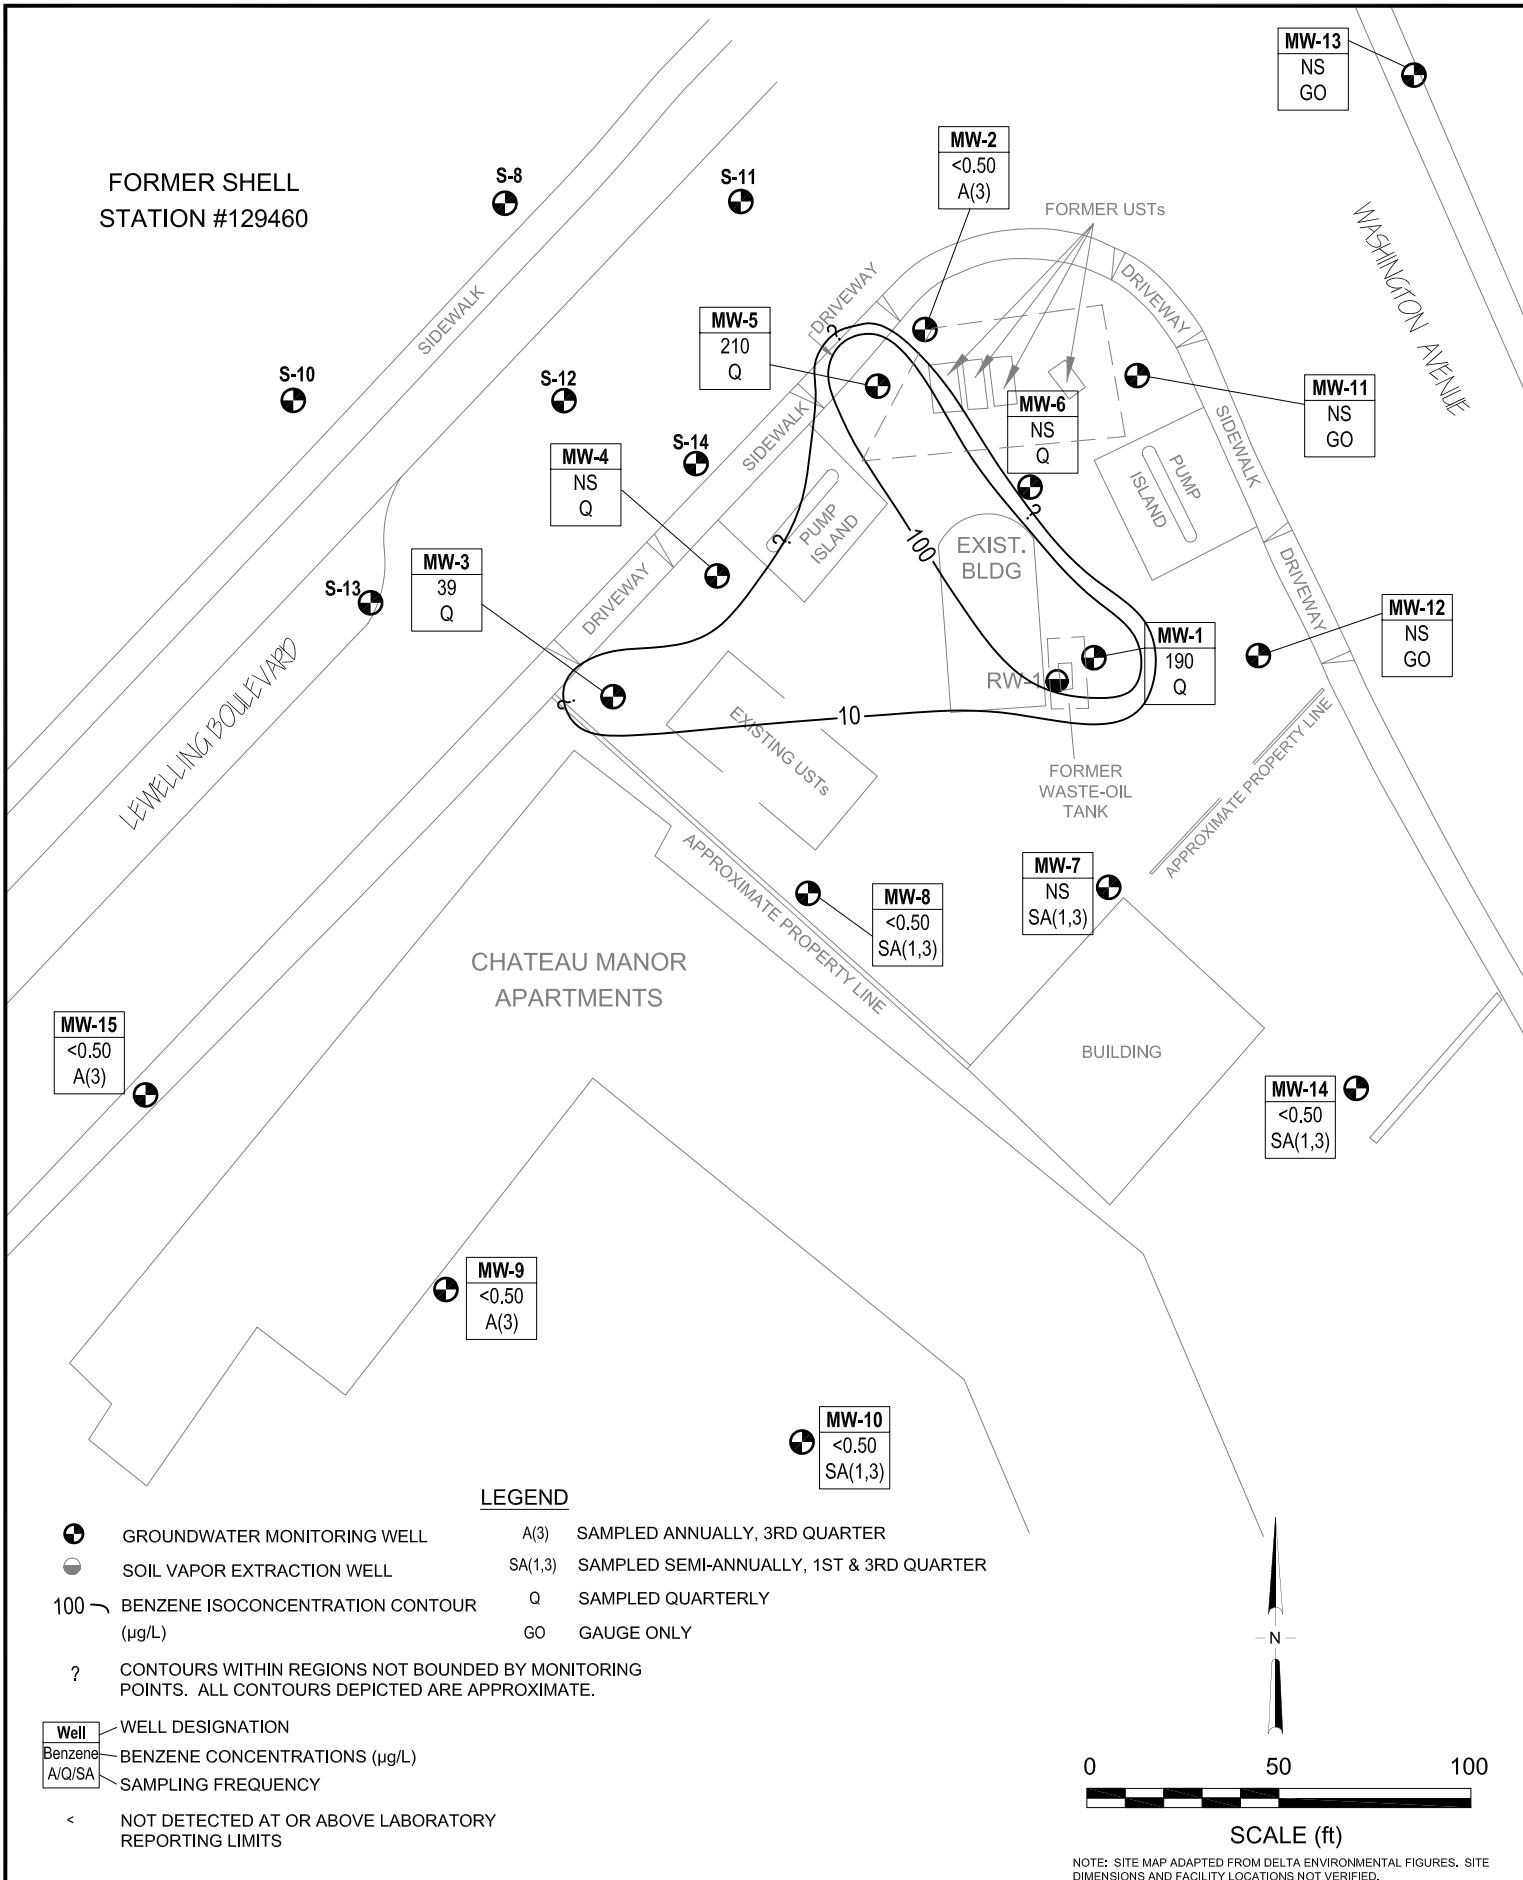 MW-13
NS
GO
MW-2
<0.50
A(3)
FORMER SHELL
STATION #129460
S-8
S-11
FORMER USTs
WASHINGTON AVENUE
DRIVEWAY
DRIVEWAY
SIDEWALK
MW-5
210
Q
?
S-10
S-12
MW-11
NS
GO
MW-6
NS
Q
SIDEWALK
SIDEWALK
S-14
MW-4
NS
Q
PUMP
ISLAND
PUMP
ISLAND
?
?
100
EXIST.
BLDG
MW-3
39
Q
S-13
DRIVEWAY
DRIVEWAY
MW-12
NS
GO
MW-1
190
Q
RW-1
LEWELLING BOULEVARD
?
10
EXISTING USTs
FORMER
WASTE-OIL
TANK
APPROXIMATE PROPERTY LINE
APPROXIMATE PROPERTY LINE
MW-7
NS
SA(1,3)
MW-8
<0.50
SA(1,3)
CHATEAU MANOR
APARTMENTS
MW-15
<0.50
A(3)
BUILDING
MW-14
<0.50
SA(1,3)
MW-9
<0.50
A(3)
MW-10
<0.50
SA(1,3)
LEGEND
GROUNDWATER MONITORING WELL
SOIL VAPOR EXTRACTION WELL
100 BENZENE ISOCONCENTRATION CONTOUR
(µg/L)
? CONTOURS WITHIN REGIONS NOT BOUNDED BY MONITORING
POINTS. ALL CONTOURS DEPICTED ARE APPROXIMATE.
Well WELL DESIGNATION
Benzene BENZENE CONCENTRATIONS (µg/L)
A/Q/SA SAMPLING FREQUENCY
< NOT DETECTED AT OR ABOVE LABORATORY
REPORTING LIMITS
A(3) SAMPLED ANNUALLY, 3RD QUARTER
SA(1,3) SAMPLED SEMI-ANNUALLY, 1ST & 3RD QUARTER
Q SAMPLED QUARTERLY
GO GAUGE ONLY
N
0 50 100
SCALE (ft)
NOTE: SITE MAP ADAPTED FROM DELTA ENVIRONMENTAL FIGURES. SITE
DIMENSIONS AND FACILITY LOCATIONS NOT VERIFIED.